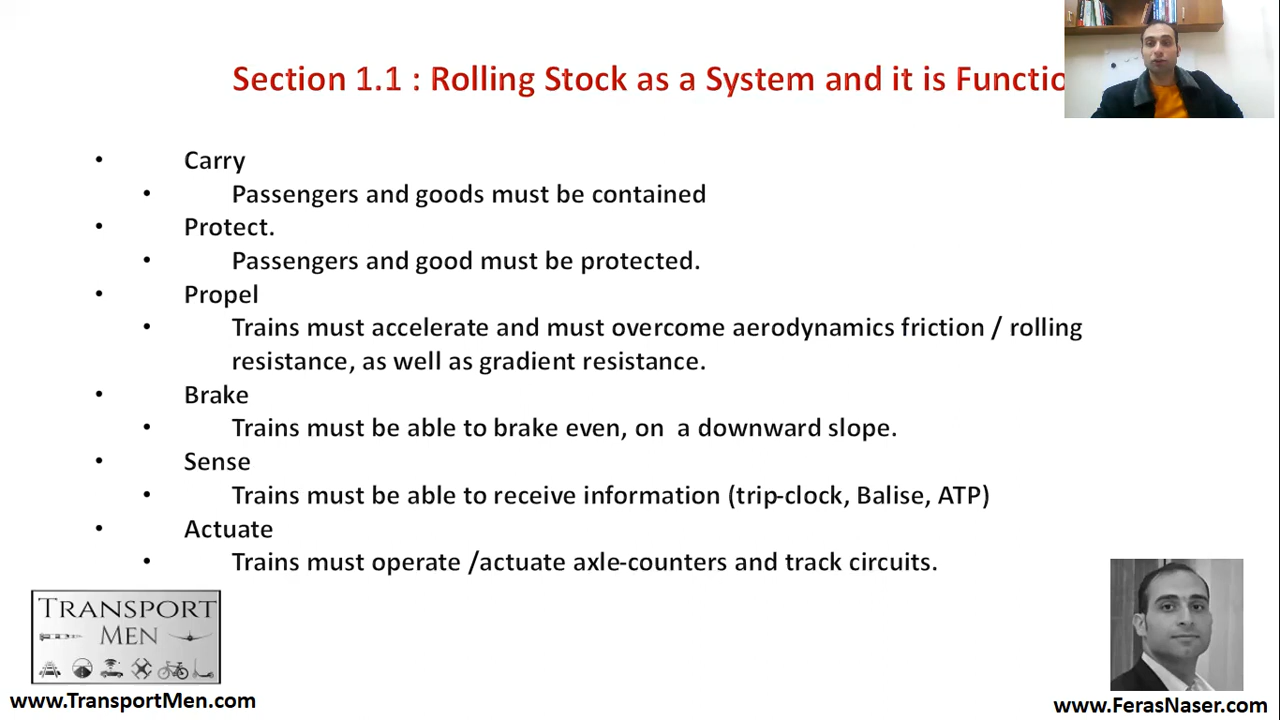 Section 1.1 : Rolling Stock as a System and it is Functio
• Carry
• Passengers and goods must be contained
• Protect.
• Passengers and good must be protected.
• Propel
• Trains must accelerate and must overcome aerodynamics friction / rolling
resistance, as well as gradient resistance.
• Brake
• Trains must be able to brake even, on a downward slope.
• Sense
• Trains must be able to receive information (trip-clock, Balise, ATP)
• Actuate
• Trains must operate /actuate axle-counters and track circuits.
TRANSPORT
MEN
www.TransportMen.com
www.FerasNaser.com